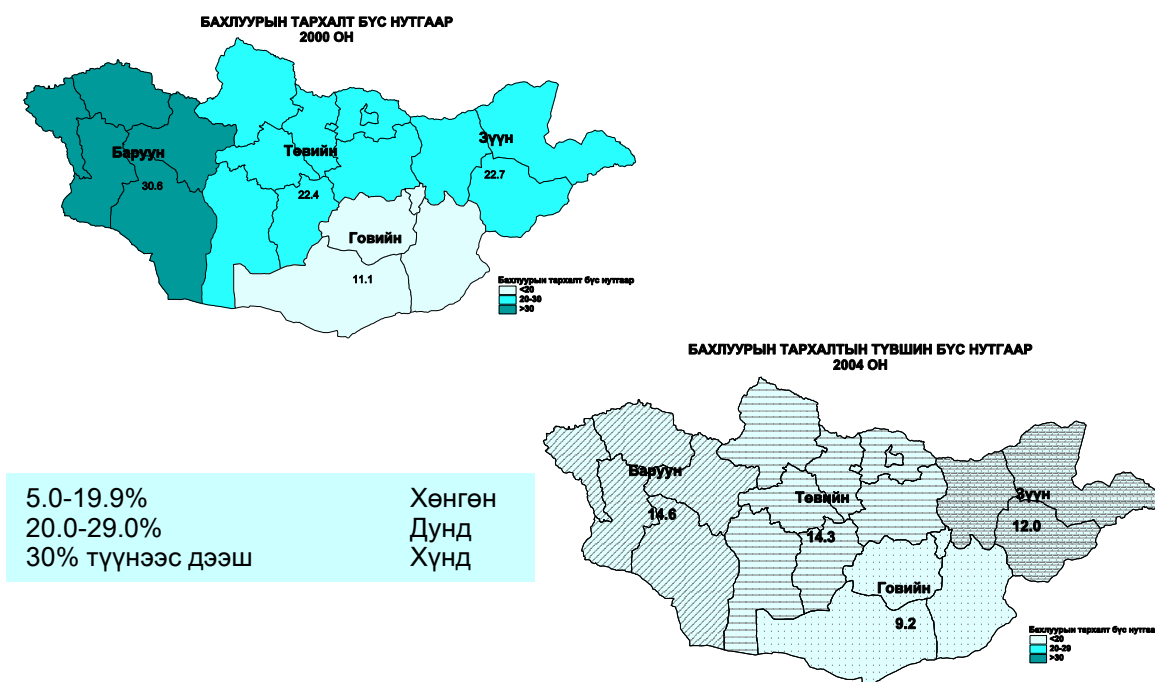 БАХЛУУРЫН ТАРХАЛТ БҮС НУТГААР
2000 ОН
Баруун
30.6
Төвийн
22.4
Зүүн
22.7
Говийн
11.1
Бахлуурын тархалт бүс нутгаар
<20
20-30
>30
БАХЛУУРЫН ТАРХАЛТЫН ТҮВШИН БҮС НУТГААР
2004 ОН
Баруун
14.6
Төвийн
14.3
Зүүн
12.0
Говийн
9.2
Бахлуурын тархалт бүс нутгаа
<20
20-29
>30
5.0-19.9% Хөнгөн
20.0-29.0% Дунд
30% түүнээс дээш Хүнд